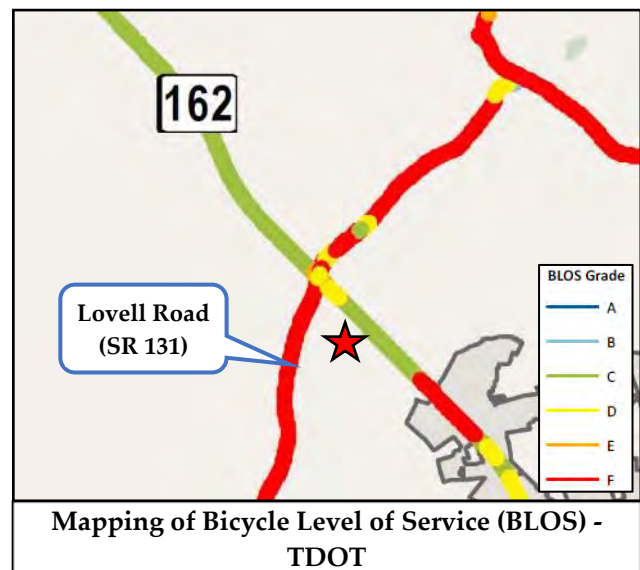 162
Lovell Road
(SR 131)
BLOS Grade
A
B
C
D
E
F
Mapping of Bicycle Level of Service (BLOS) -
TDOT